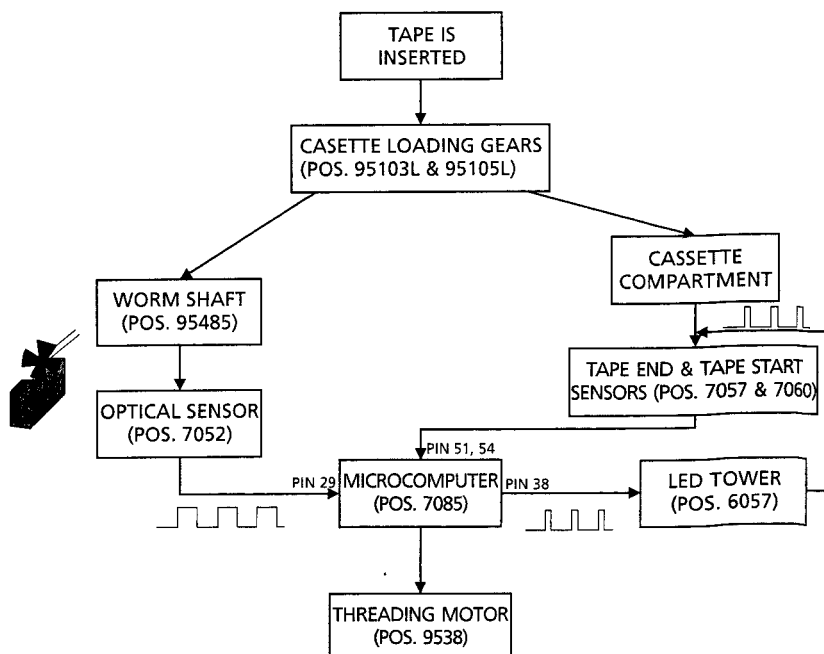 TAPE IS
INSERTED
CASETTE LOADING GEARS
(POS. 95103L & 95105L)
CASSETTE
COMPARTMENT
WORM SHAFT
(POS. 95485)
TAPE END & TAPE START
SENSORS (POS. 7057 & 7060)
OPTICAL SENSOR
(POS. 7052)
PIN 51, 54
PIN 29
MICROCOMPUTER
(POS. 7085)
PIN 38
LED TOWER
(POS. 6057)
THREADING MOTOR
(POS. 9538)